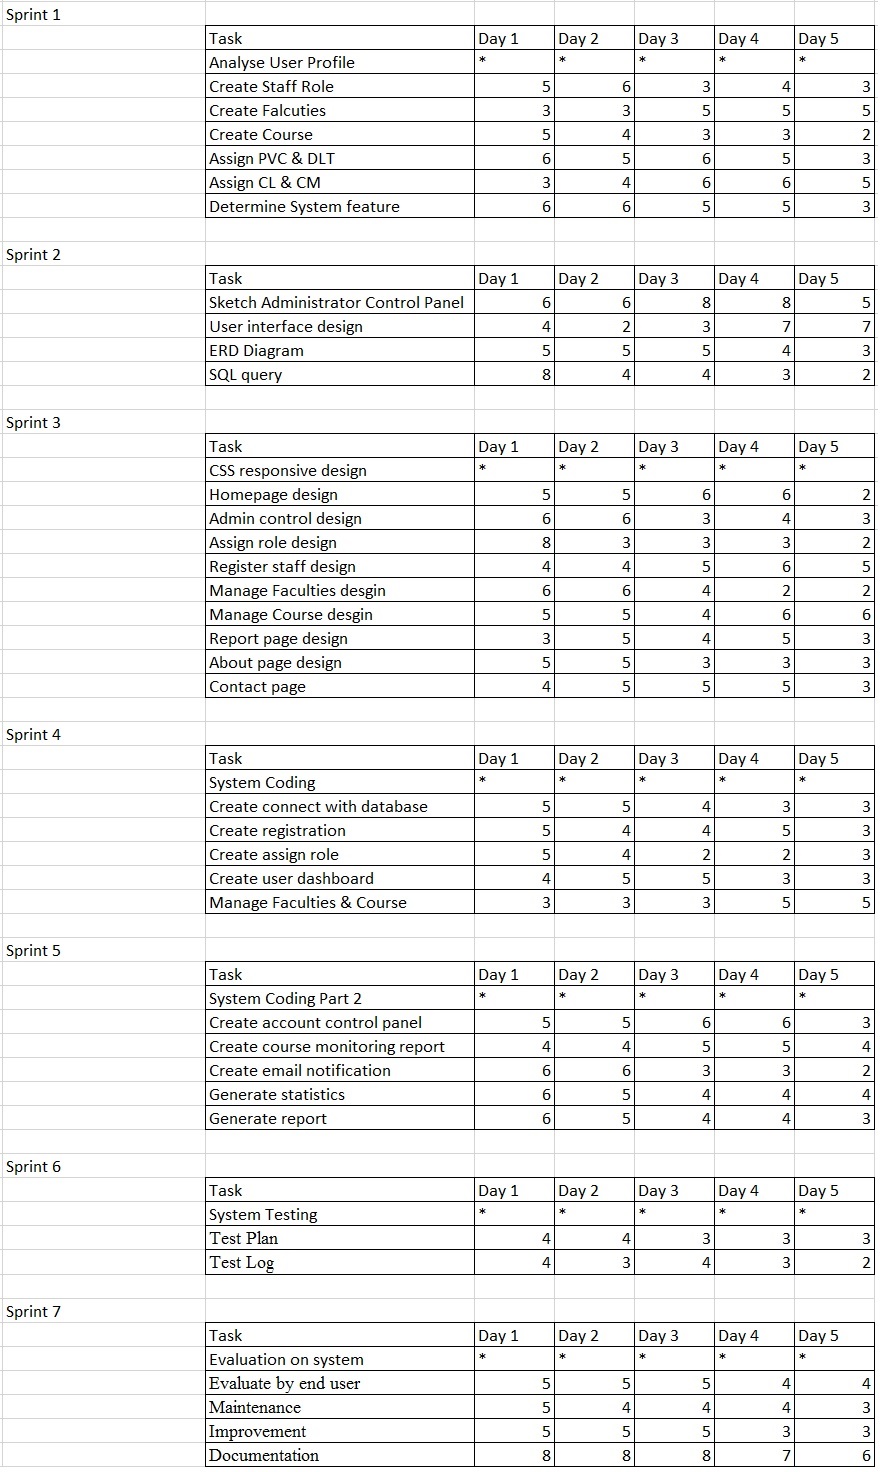 Sprint 1
Task Day 1 Day 2 Day 3 Day 4 Day 5
Analyse User Profile * * * * *
Create Staff Role 5 6 3 4 3
Create Falcuties 3 3 5 5 5
Create Course 5 4 3 3 2
Assign PVC & DLT 6 5 6 5 3
Assign CL & CM 3 4 6 6 5
Determine System feature 6 6 5 5 3
Sprint 2
Task Day 1 Day 2 Day 3 Day 4 Day 5
Sketch Administrator Control Panel 6 6 8 8 5
User interface design 4 2 3 7 7
ERD Diagram 5 5 5 4 3
SQL query 8 4 4 3 2
Sprint 3
Task Day 1 Day 2 Day 3 Day 4 Day 5
CSS responsive design * * * * *
Homepage design 5 5 6 6 2
Admin control design 6 6 3 4 3
Assign role design 8 3 3 3 2
Register staff design 4 4 5 6 5
Manage Faculties desgin 6 6 4 2 2
Manage Course desgin 5 5 4 6 6
Report page design 3 5 4 5 3
About page design 5 5 3 3 3
Contact page 4 5 5 5 3
Sprint 4
Task Day 1 Day 2 Day 3 Day 4 Day 5
System Coding * * * * *
Create connect with database 5 5 4 3 3
Create registration 5 4 4 5 3
Create assign role 5 4 2 2 3
Create user dashboard 4 5 5 3 3
Manage Faculties & Course 3 3 3 5 5
Sprint 5
Task Day 1 Day 2 Day 3 Day 4 Day 5
System Coding Part 2 * * * * *
Create account control panel 5 5 6 6 3
Create course monitoring report 4 4 5 5 4
Create email notification 6 6 3 3 2
Generate statistics 6 5 4 4 4
Generate report 6 5 4 4 3
Sprint 6
Task Day 1 Day 2 Day 3 Day 4 Day 5
System Testing * * * * *
Test Plan 4 4 3 3 3
Test Log 4 3 4 3 2
Sprint 7
Task Day 1 Day 2 Day 3 Day 4 Day 5
Evaluation on system * * * * *
Evaluate by end user 5 5 5 4 4
Maintenance 5 4 4 4 3
Improvement 5 5 5 3 3
Documentation 8 8 8 7 6